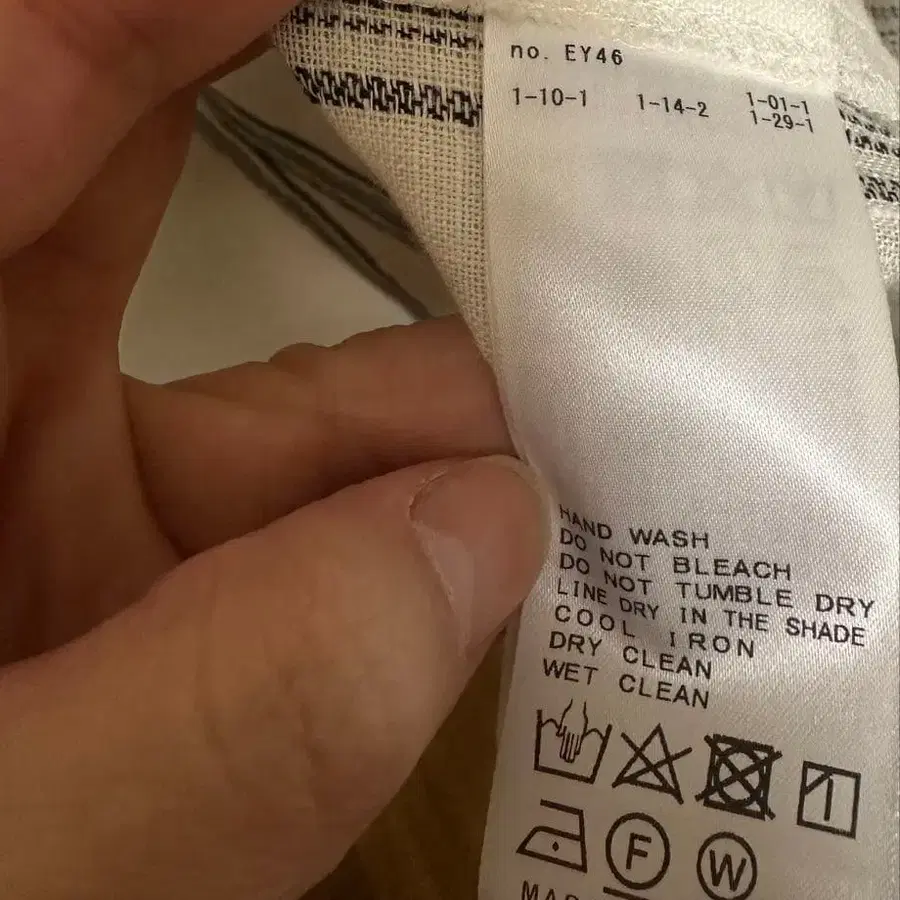 no. EY46
1-10-1 1-14-2 1-01-1
1-29-1
HAND WASH
DO NOT BLEACH
DO NOT TUMBLE DRY
LINE DRY IN THE SHADE
COOL IRON
DRY CLEAN
WET CLEAN
F W